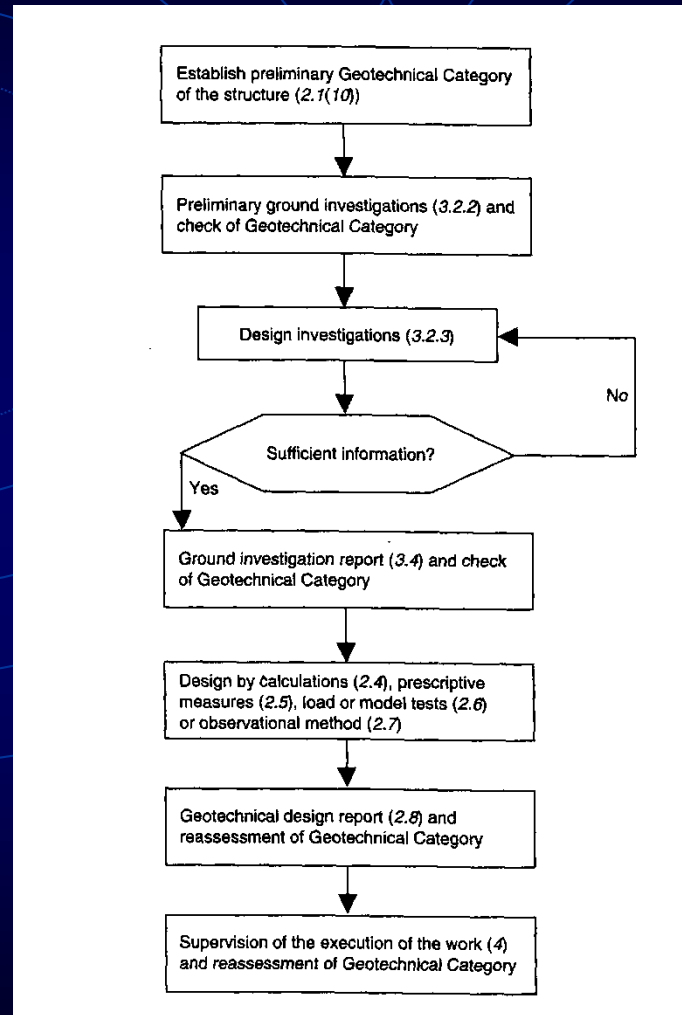 Establish preliminary Geotechnical Category
of the structure (2.1(10))
Preliminary ground investigations (3.2.2) and
check of Geotechnical Category
Design investigations (3.2.3)
No
Sufficient information?
Yes
Ground investigation report (3.4) and check
of Geotechnical Category
Design by calculations (2.4), prescriptive
measures (2.5), load or model tests (2.6)
or observational method (2.7)
Geotechnical design report (2.8) and
reassessment of Geotechnical Category
Supervision of the execution of the work (4)
and reassessment of Geotechnical Category